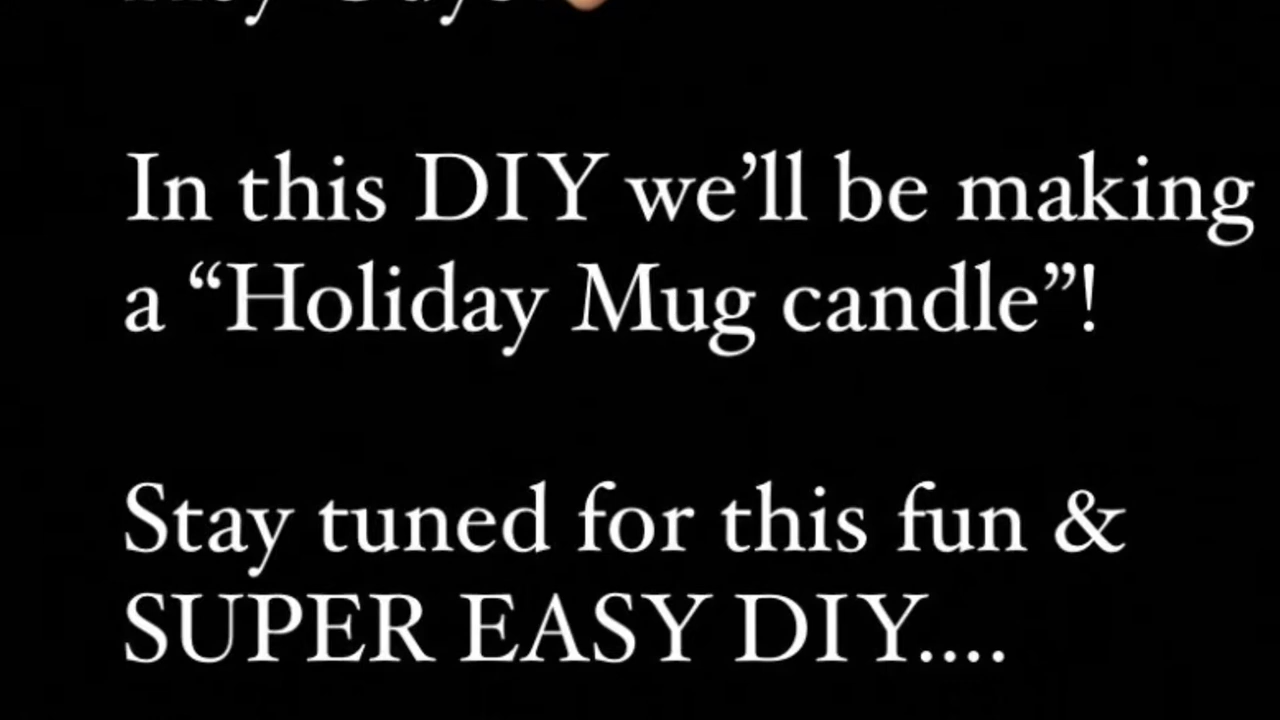 In this DIY we’ll be making
a “Holiday Mug candle”!
Stay tuned for this fun &
SUPER EASY DIY....